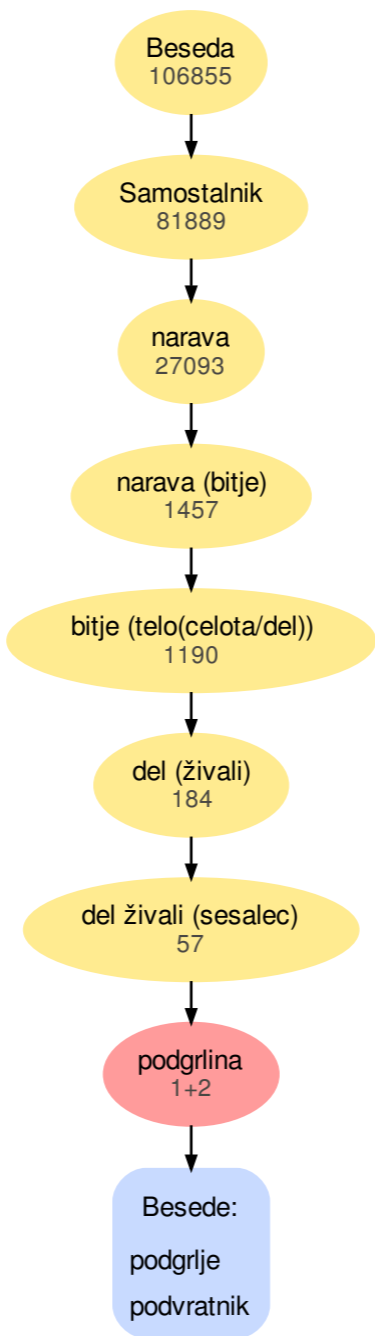 Beseda
106855
Samostalnik
81889
narava
27093
narava (bitje)
1457
bitje (telo(celota/del))
1190
del (živali)
184
del živali (sesalec)
57
podgrlina
1+2
Besede:
podgrlje
podvratnik